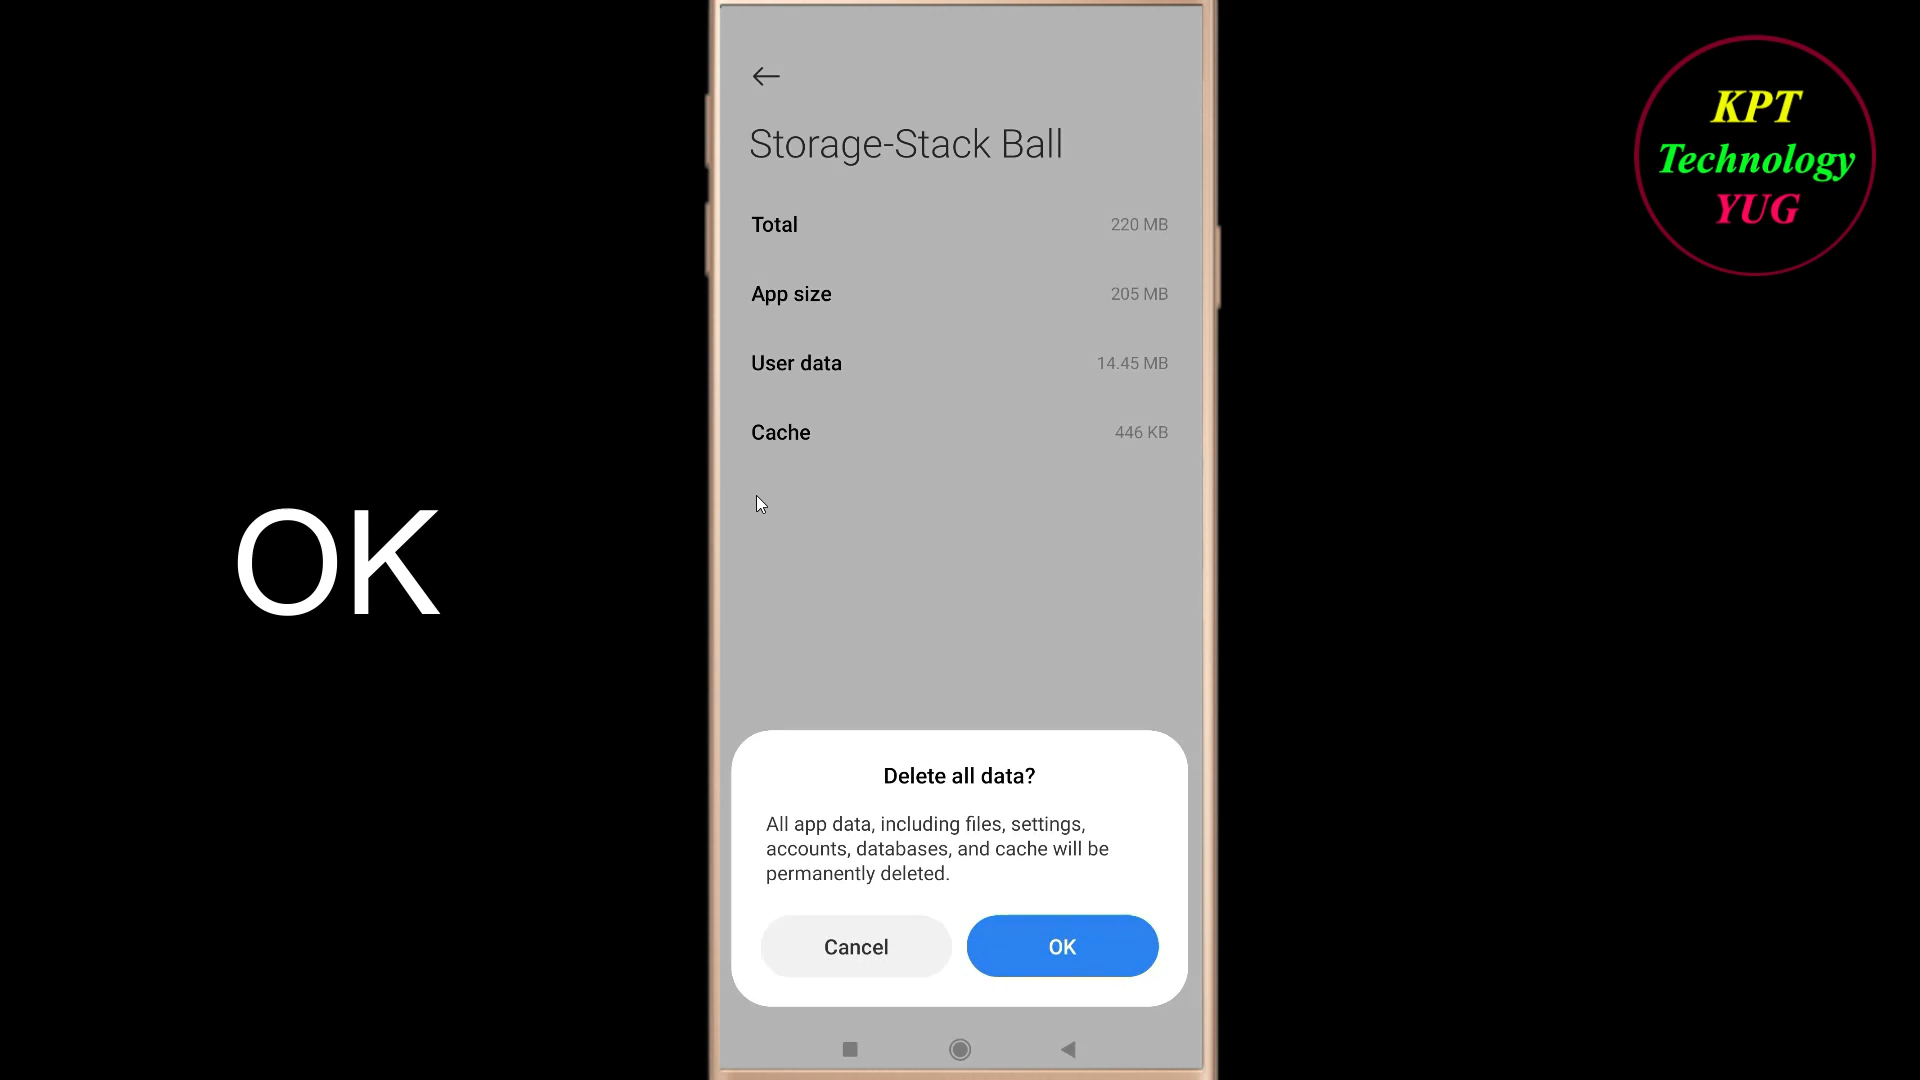 Storage-Stack Ball
Total 220 MB
App size 205 MB
User data 14.45 MB
Cache 446 KB
OK
Delete all data?
All app data, including files, settings,
accounts, databases, and cache will be
permanently deleted.
Cancel OK
KPT
Technology
YUG